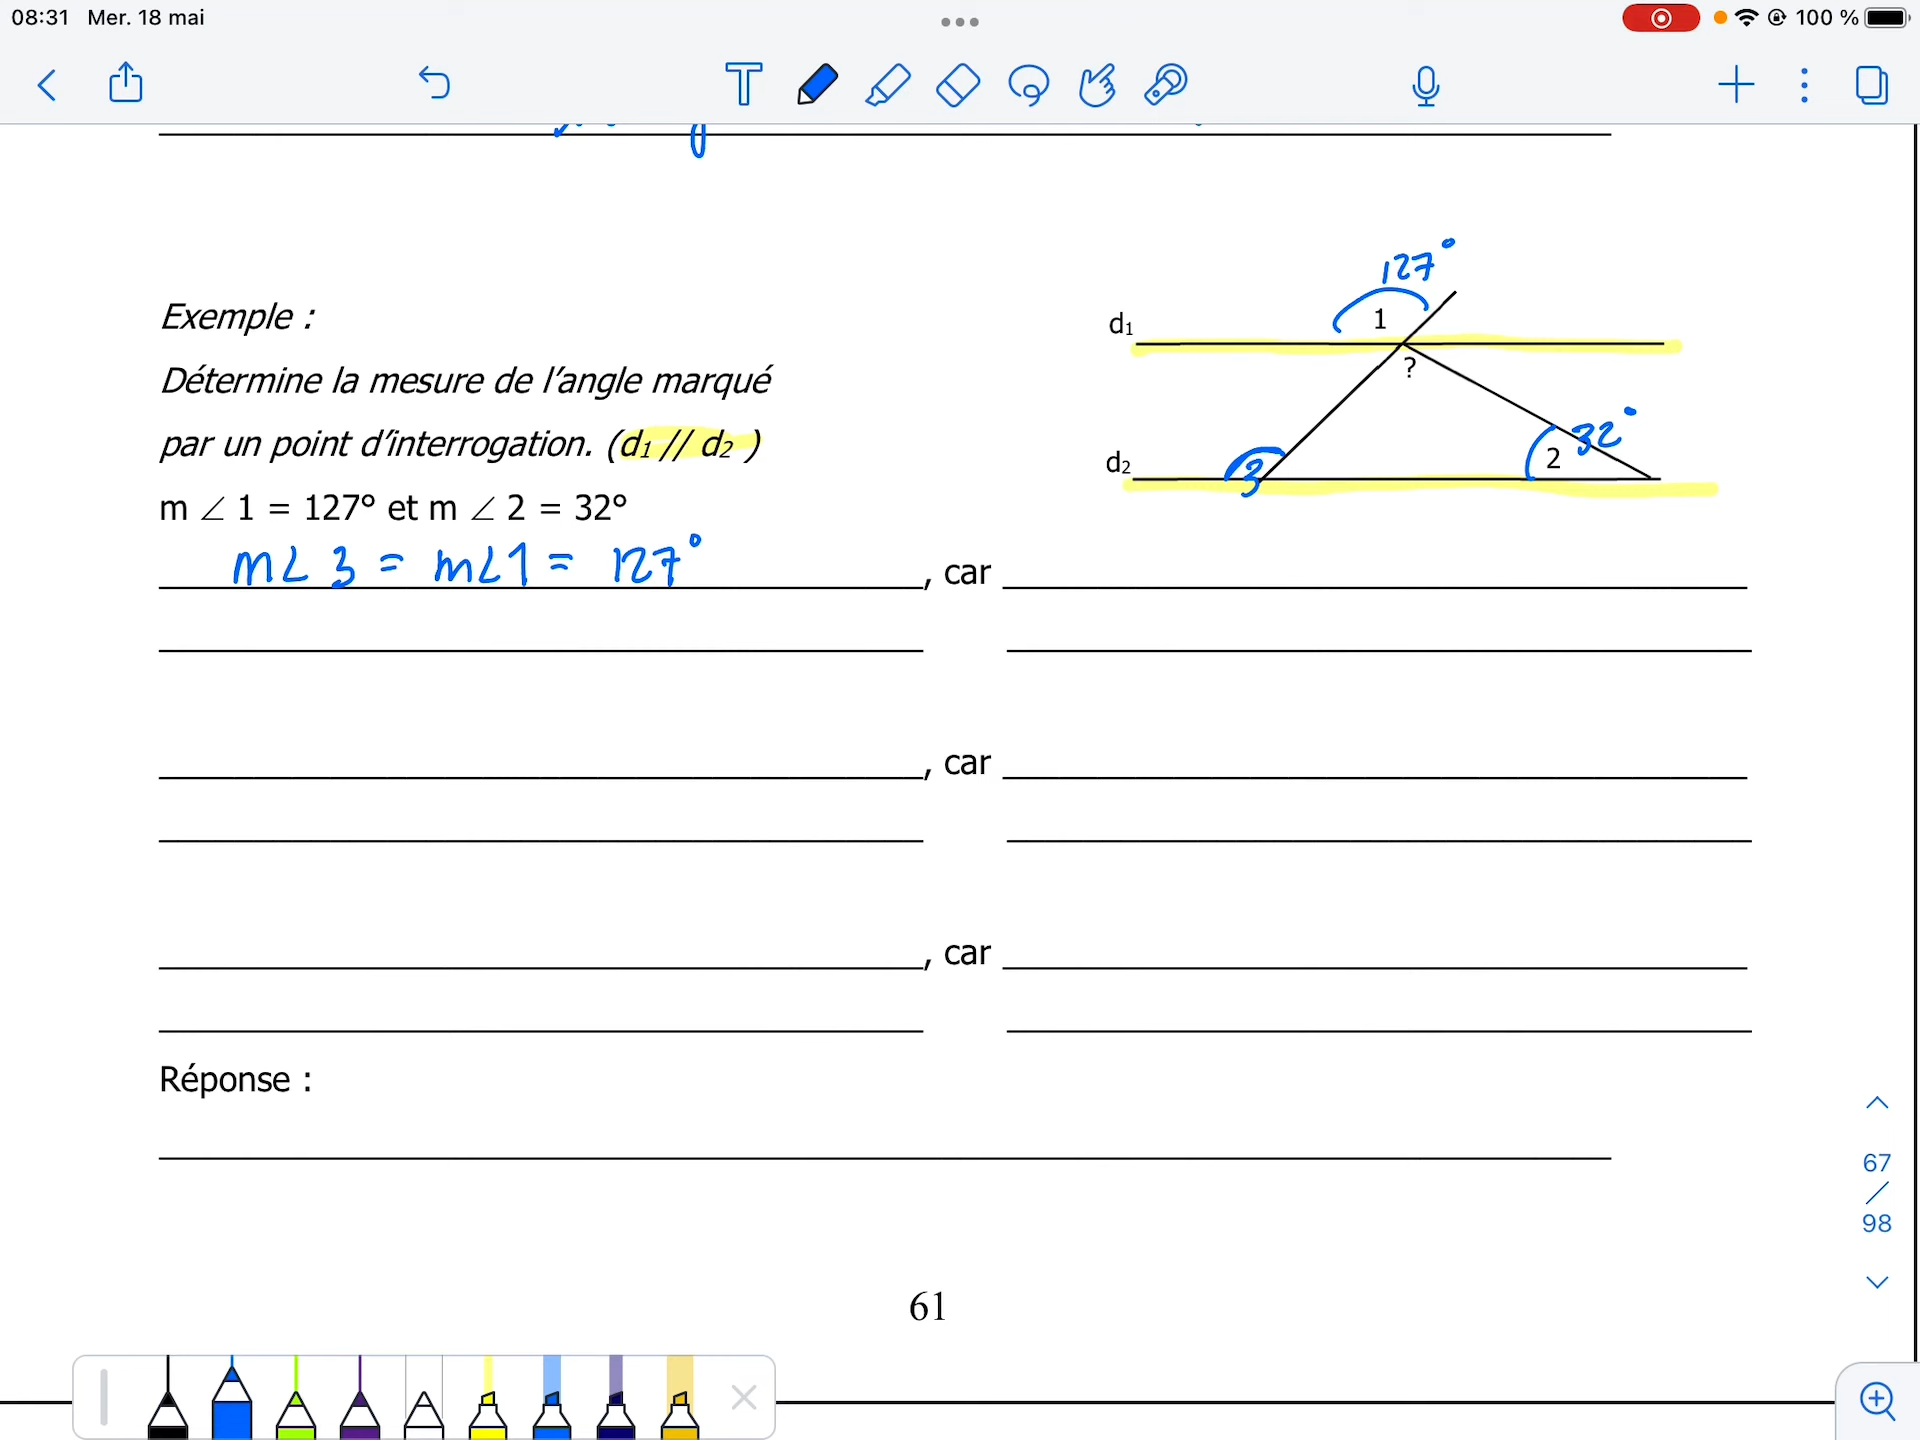 08:31 Mer. 18 mai
100 %
127°
Exemple :
d1
1
Détermine la mesure de l’angle marqué
?
par un point d’interrogation. (d1 // d2 )
32°
d2
3
2
m ∠ 1 = 127° et m ∠ 2 = 32°
m∠ 3 = m∠1 = 127°
, car
, car
, car
Réponse :
67
/
98
61